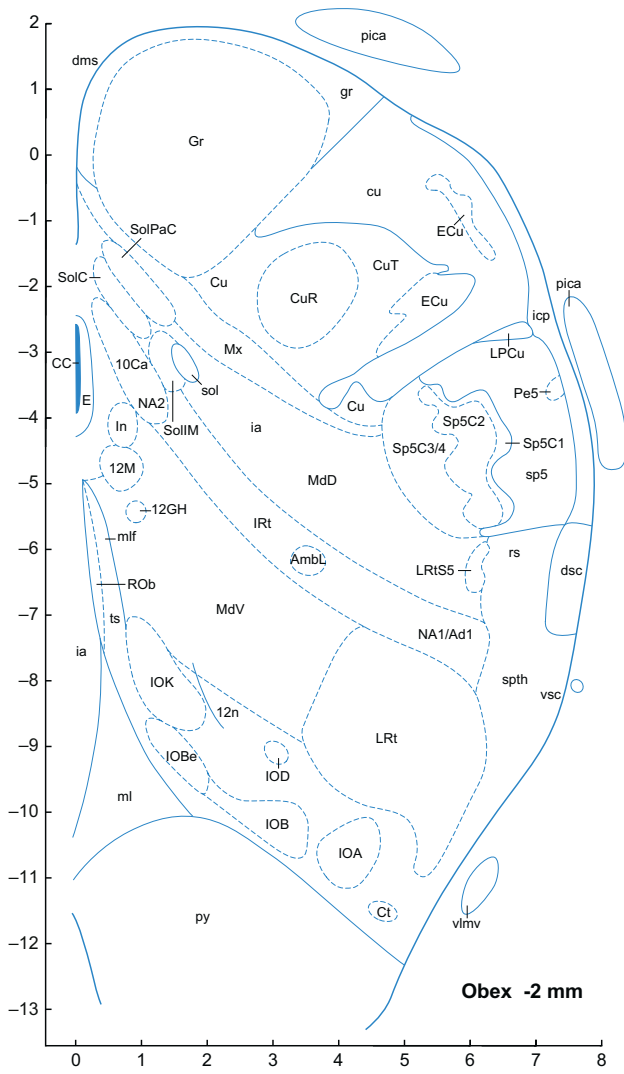 2
pica
dms
1
gr
Gr
0
cu
SolPaC
ECu
–1
CuT
SolC
pica
–2
Cu
CuR
ECu
icp
–3
Mx
LPCu
CC
10Ca
sol
Pe5
E
NA2
Cu
–4
In
SolIM
ia
Sp5C2
Sp5C3/4
Sp5C1
12M
MdD
sp5
–5
12GH
IRt
mlf
rs
–6
AmbL
LRtS5
dsc
ROb
MdV
ts
–7
NA1/Ad1
ia
IOK
spth
–8
vsc
12n
LRt
–9
IOBe
IOD
ml
–10
IOB
IOA
–11
Ct
vlmv
py
–12
Obex -2 mm
–13
0 1 2 3 4 5 6 7 8